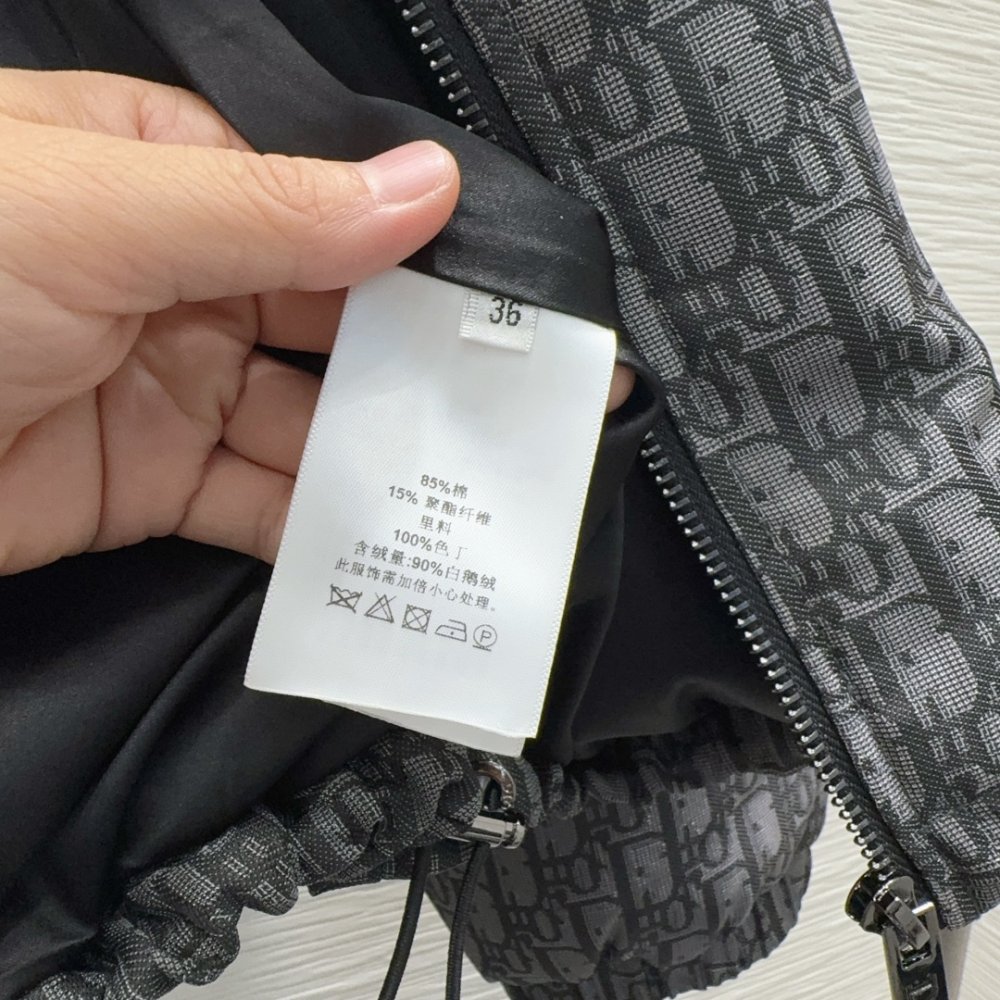 36
85%棉
15% 聚酯纤维
里料
100%色丁
含绒量:90%白鹅绒
此服饰需加倍小心处理。
P